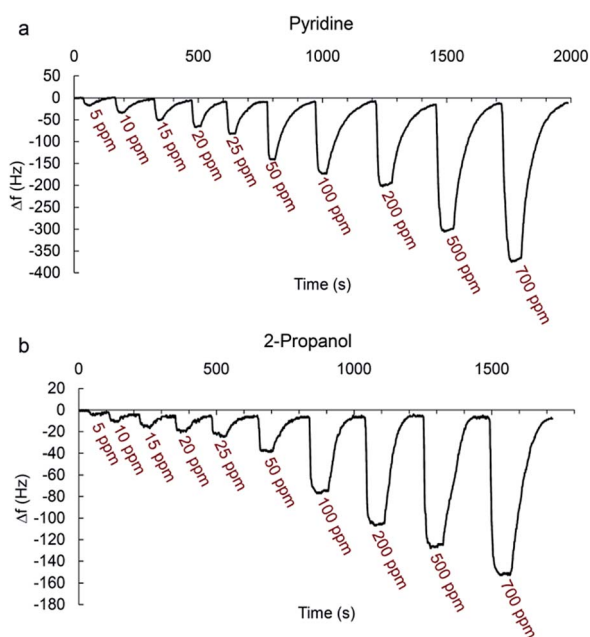 a
Pyridine
0 500 1000 1500 2000
50
0
-50
-100
-150
-200
-250
-300
-350
-400
Δf (Hz)
5 ppm
10 ppm
15 ppm
20 ppm
25 ppm
50 ppm
100 ppm
200 ppm
500 ppm
700 ppm
Time (s)
b
2-Propanol
0 500 1000 1500
20
0
-20
-40
-60
-80
-100
-120
-140
-160
-180
Δf (Hz)
5 ppm
10 ppm
15 ppm
20 ppm
25 ppm
50 ppm
100 ppm
200 ppm
500 ppm
700 ppm
Time (s)